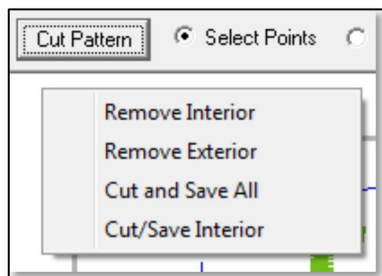 Cut Pattern Select Points
Remove Interior
Remove Exterior
Cut and Save All
Cut/Save Interior